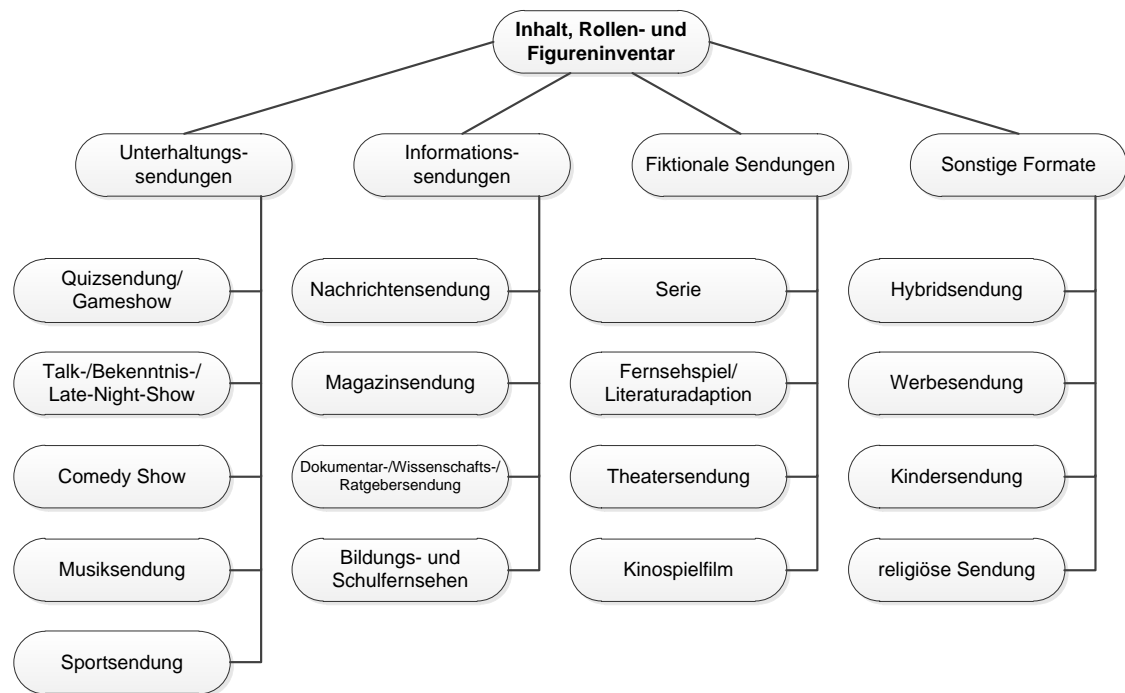 Inhalt, Rollen- und
Figureninventar
Unterhaltungs-
sendungen
Informations-
sendungen
Fiktionale Sendungen
Sonstige Formate
Quizsendung/
Gameshow
Talk-/Bekenntnis-/
Late-Night-Show
Comedy Show
Musiksendung
Sportsendung
Nachrichtensendung
Magazinsendung
Dokumentar-/Wissenschafts-/
Ratgebersendung
Bildungs- und
Schulfernsehen
Serie
Fernsehspiel/
Literaturadaption
Theatersendung
Kinospielfilm
Hybridsendung
Werbesendung
Kindersendung
religiöse Sendung